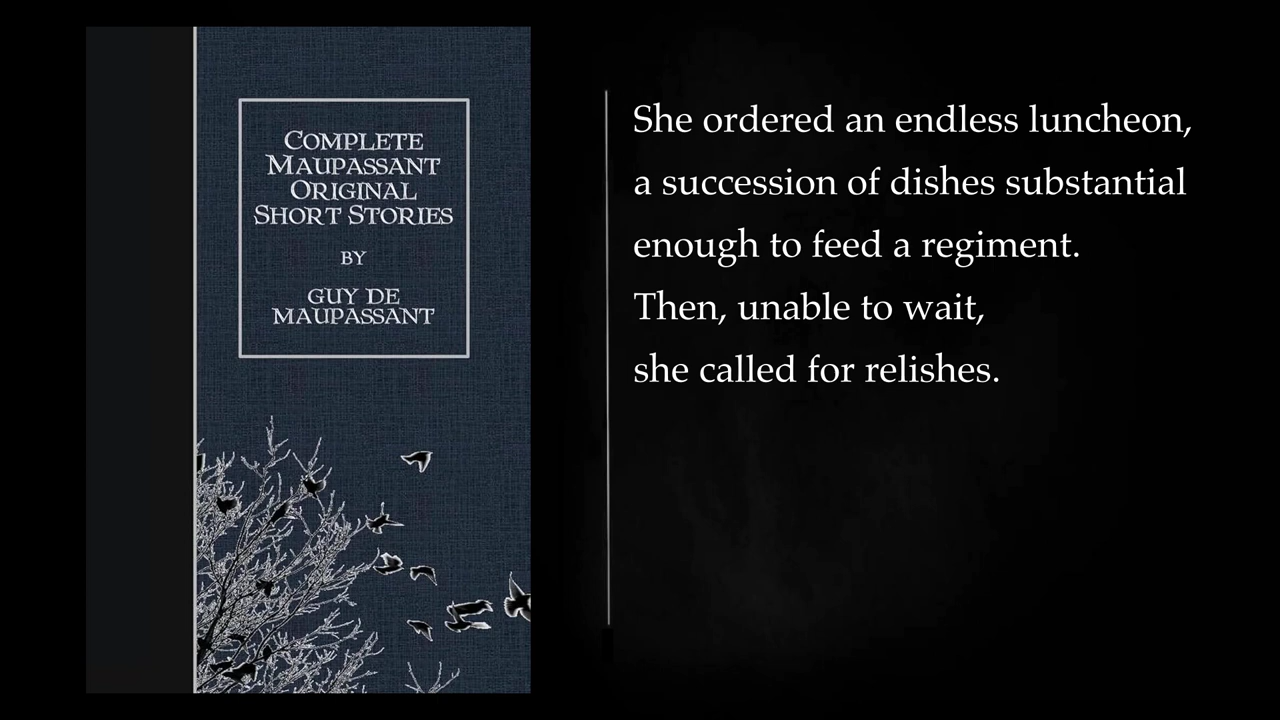 COMPLETE
MAUPASSANT
ORIGINAL
SHORT STORIES
BY
GUY DE
MAUPASSANT
She ordered an endless luncheon,
a succession of dishes substantial
enough to feed a regiment.
Then, unable to wait,
she called for relishes.